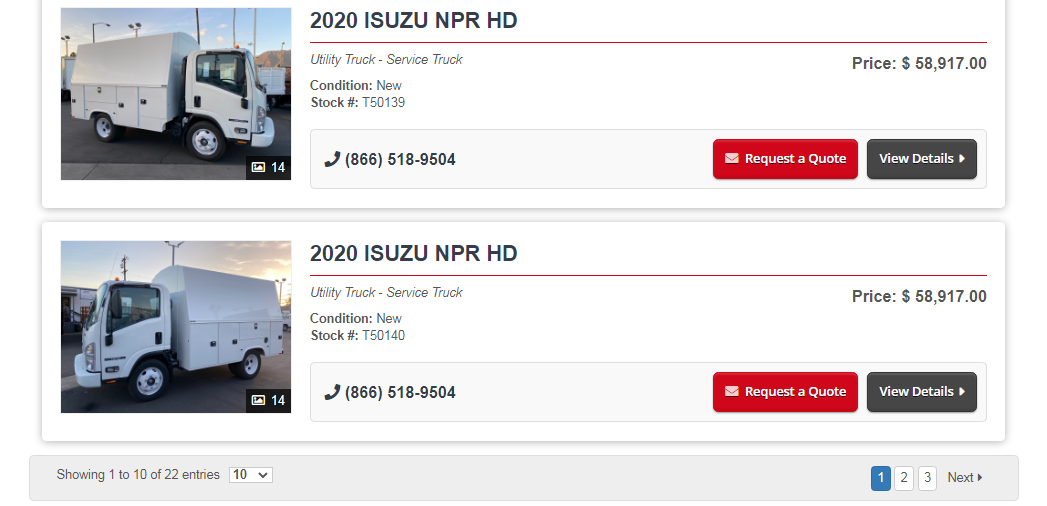 2020 ISUZU NPR HD
Utility Truck - Service Truck
Price: $ 58,917.00
Condition: New
Stock #: T50139
14
(866) 518-9504
Request a Quote
View Details
2020 ISUZU NPR HD
Utility Truck - Service Truck
Price: $ 58,917.00
Condition: New
Stock #: T50140
14
(866) 518-9504
Request a Quote
View Details
Showing 1 to 10 of 22 entries 10
1 2 3 Next